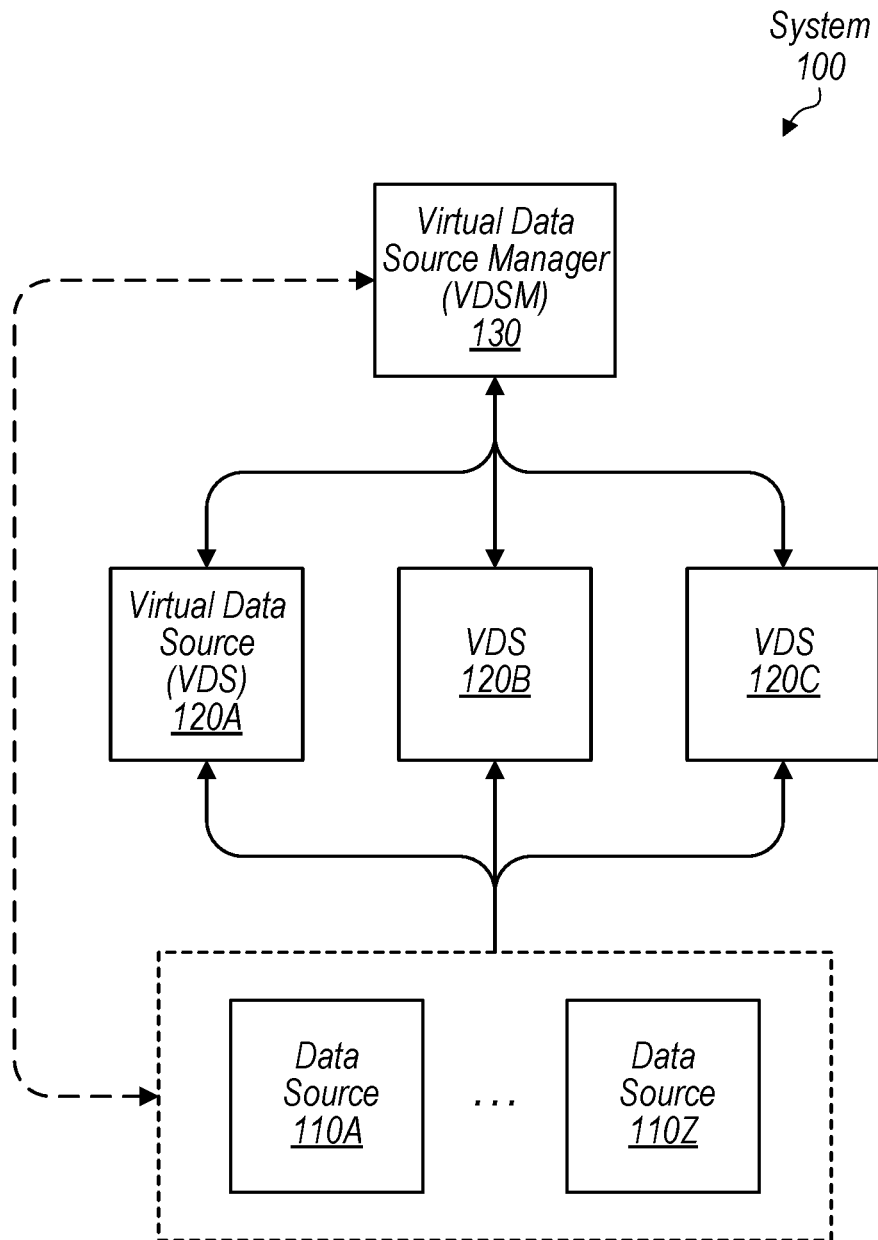 System
100
Virtual Data
Source Manager
(VDSM)
130
Virtual Data
Source
(VDS)
120A
VDS
120B
VDS
120C
Data
Source
110A
...
Data
Source
110Z